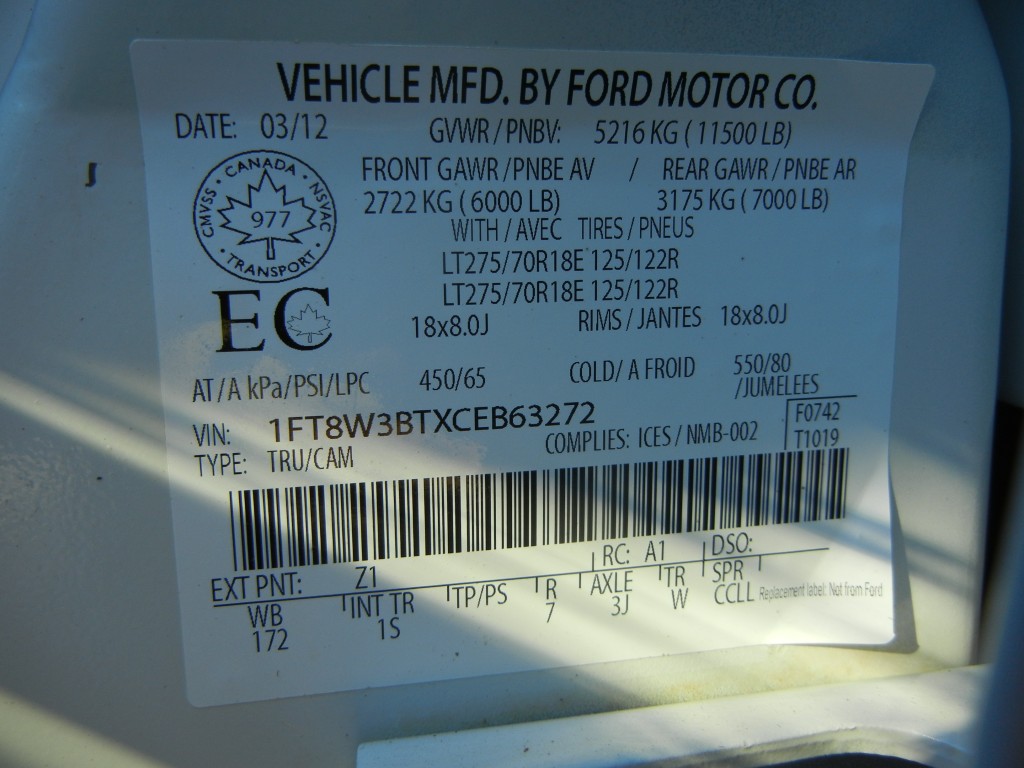 VEHICLE MFD. BY FORD MOTOR CO.
DATE: 03/12 GVWR / PNBV: 5216 KG ( 11500 LB)
FRONT GAWR / PNBE AV / REAR GAWR / PNBE AR
2722 KG ( 6000 LB) 3175 KG ( 7000 LB)
CMVSS · CANADA · NSVAC · TRANSPORT ·
977
WITH / AVEC TIRES / PNEUS
LT275/70R18E 125/122R
LT275/70R18E 125/122R
EC
18x8.0J RIMS / JANTES 18x8.0J
AT/A kPa/PSI/LPC 450/65 COLD/ A FROID 550/80
/JUMELEES
VIN: 1FT8W3BTXCEB63272 F0742
TYPE: TRU/CAM COMPLIES: ICES / NMB-002 T1019
EXT PNT: Z1 RC: A1 DSO:
WB INT TR TP/PS R AXLE TR SPR
172 1S 7 3J W CCLL Replacement label: Not from Ford